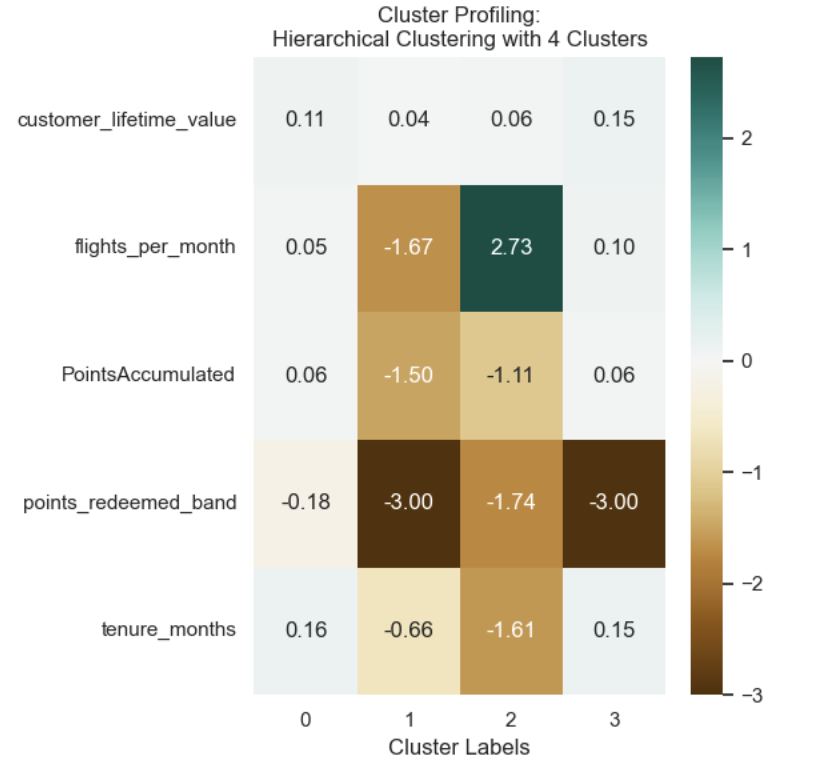 Cluster Profiling:
Hierarchical Clustering with 4 Clusters
customer_lifetime_value 0.11 0.04 0.06 0.15
flights_per_month 0.05 -1.67 2.73 0.10
PointsAccumulated 0.06 -1.50 -1.11 0.06
points_redeemed_band -0.18 -3.00 -1.74 -3.00
tenure_months 0.16 -0.66 -1.61 0.15
0 1 2 3
Cluster Labels
2
1
0
−1
−2
−3